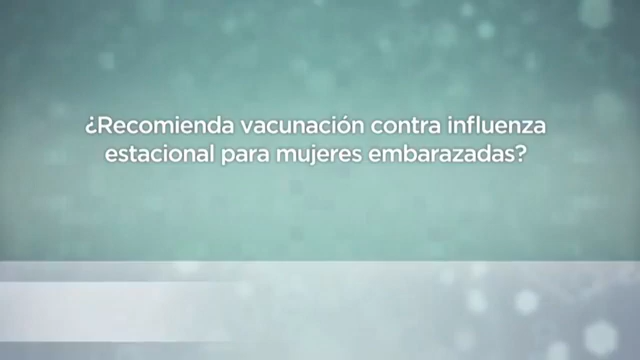 ¿Recomienda vacunación contra influenza
estacional para mujeres embarazadas?